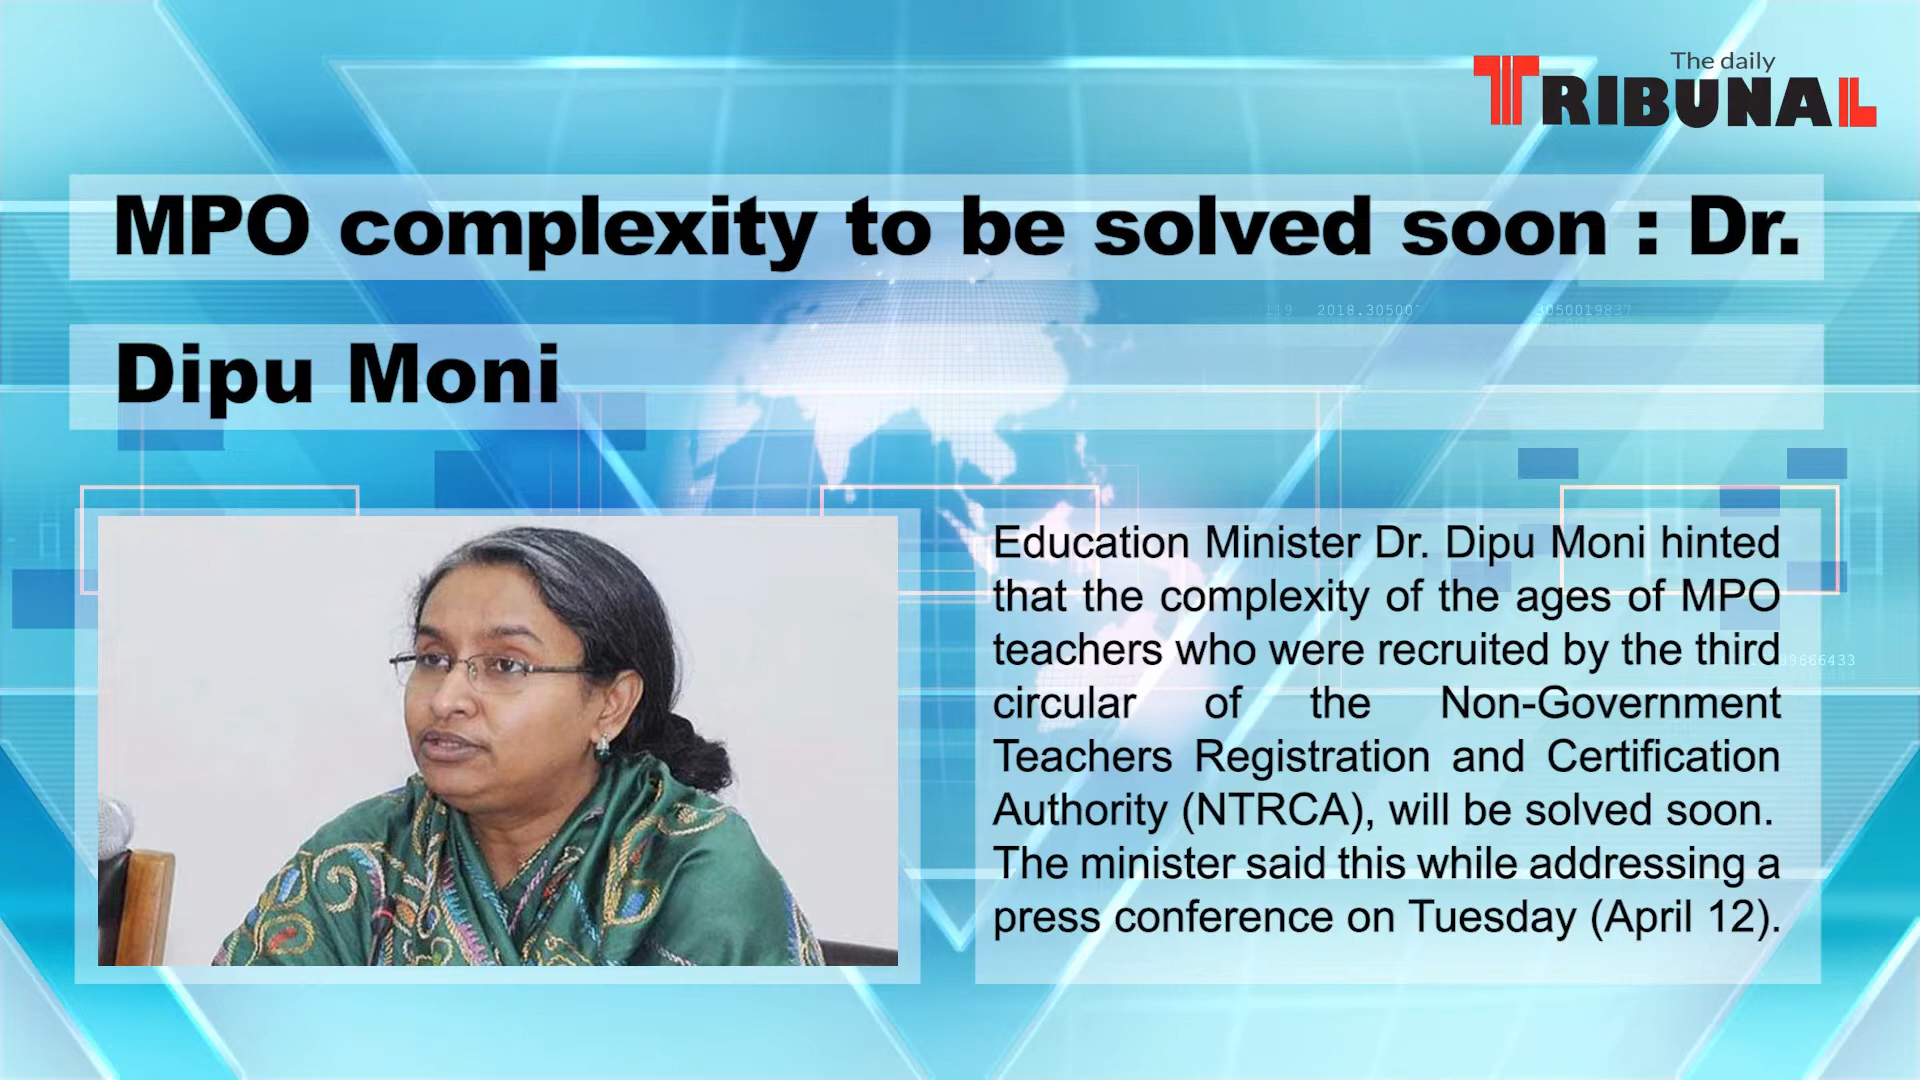 The daily
TRIBUNAL
MPO complexity to be solved soon : Dr.
Dipu Moni
2018.30500
3050019837
Education Minister Dr. Dipu Moni hinted
that the complexity of the ages of MPO
teachers who were recruited by the third
circular of the Non-Government
Teachers Registration and Certification
Authority (NTRCA), will be solved soon.
The minister said this while addressing a
press conference on Tuesday (April 12).